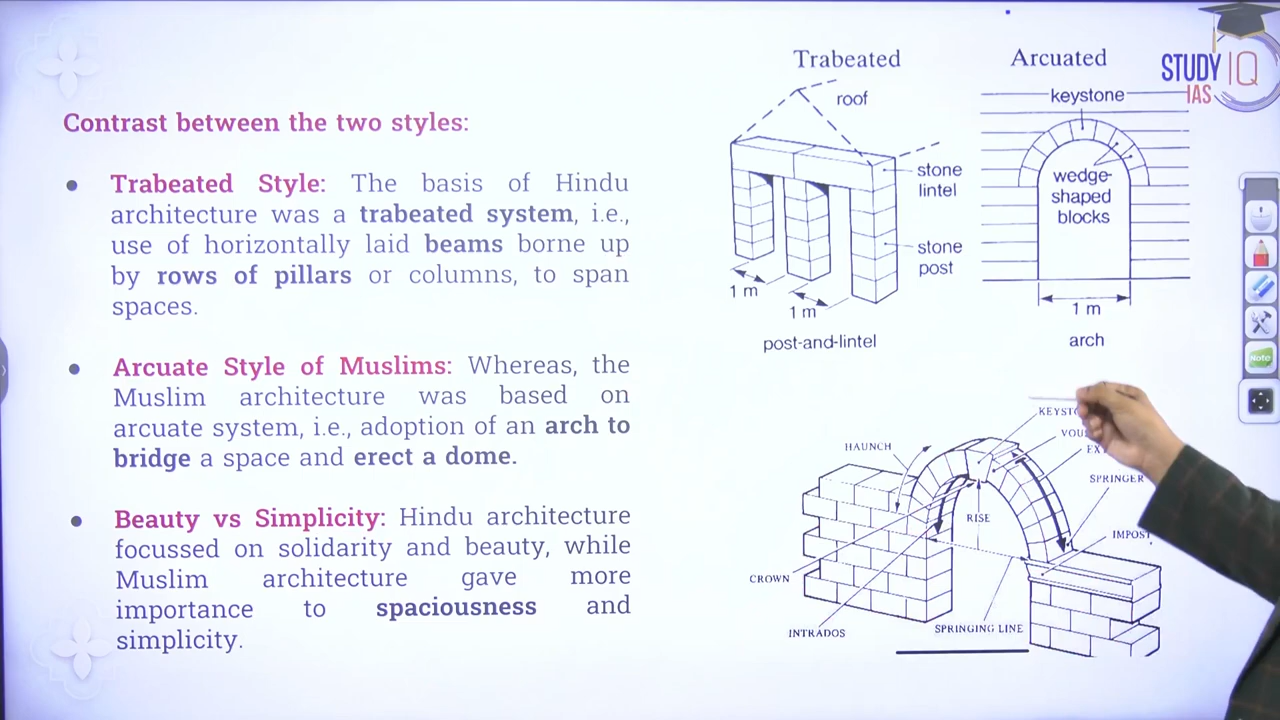 Contrast between the two styles:
Trabeated Style: The basis of Hindu
architecture was a trabeated system, i.e.,
use of horizontally laid beams borne up
by rows of pillars or columns, to span
spaces.
Arcuate Style of Muslims: Whereas, the
Muslim architecture was based on
arcuate system, i.e., adoption of an arch to
bridge a space and erect a dome.
Beauty vs Simplicity: Hindu architecture
focussed on solidarity and beauty, while
Muslim architecture gave more
importance to spaciousness and
simplicity.
Trabeated
roof
stone
lintel
stone
post
1 m
1 m
post-and-lintel
Arcuated
keystone
wedge-
shaped
blocks
1 m
arch
STUDY IQ
IAS
HAUNCH
RISE
SPRINGER
IMPOST
CROWN
INTRADOS
SPRINGING LINE
Note